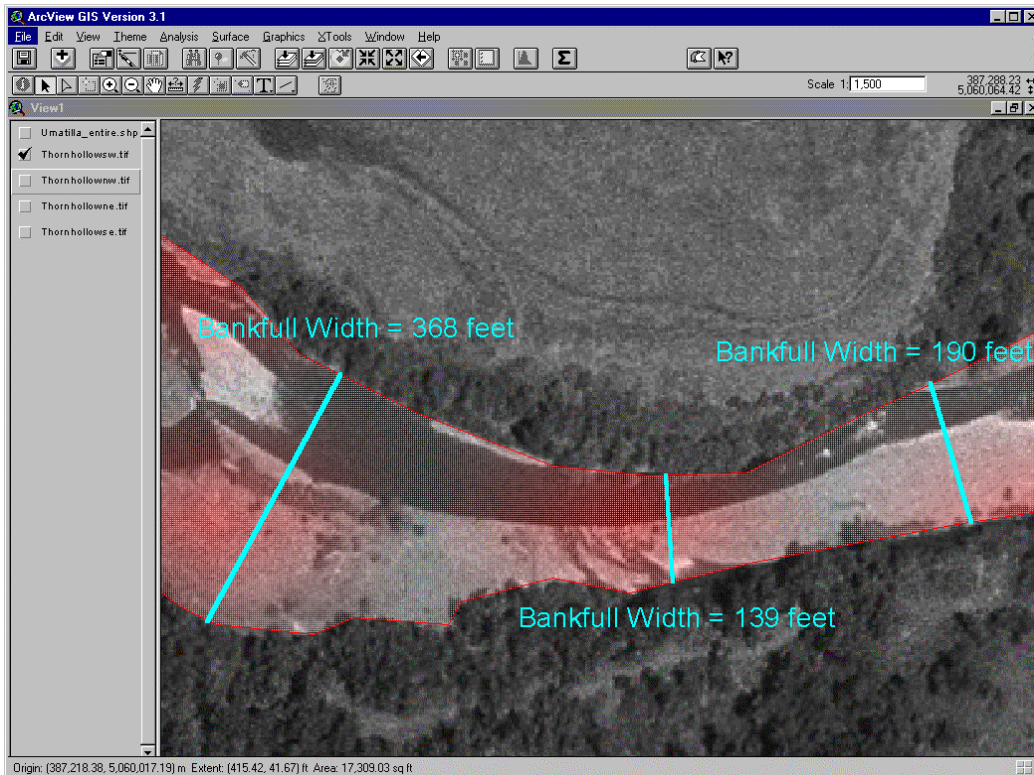 ArcView GIS Version 3.1
File Edit View Theme Analysis Surface Graphics XTools Window Help
Scale 1: 1,500
387,288.23
5,060,064.42
View1
Umatilla_entire.shp
Thornhollowsw.tif
Thornhollownw.tif
Thornhollowne.tif
Thornhollowse.tif
Bankfull Width = 368 feet
Bankfull Width = 190 feet
Bankfull Width = 139 feet
Origin: (387,218.38, 5,060,017.19) m Extent: (415.42, 41.67) ft Area: 17,309.03 sq ft